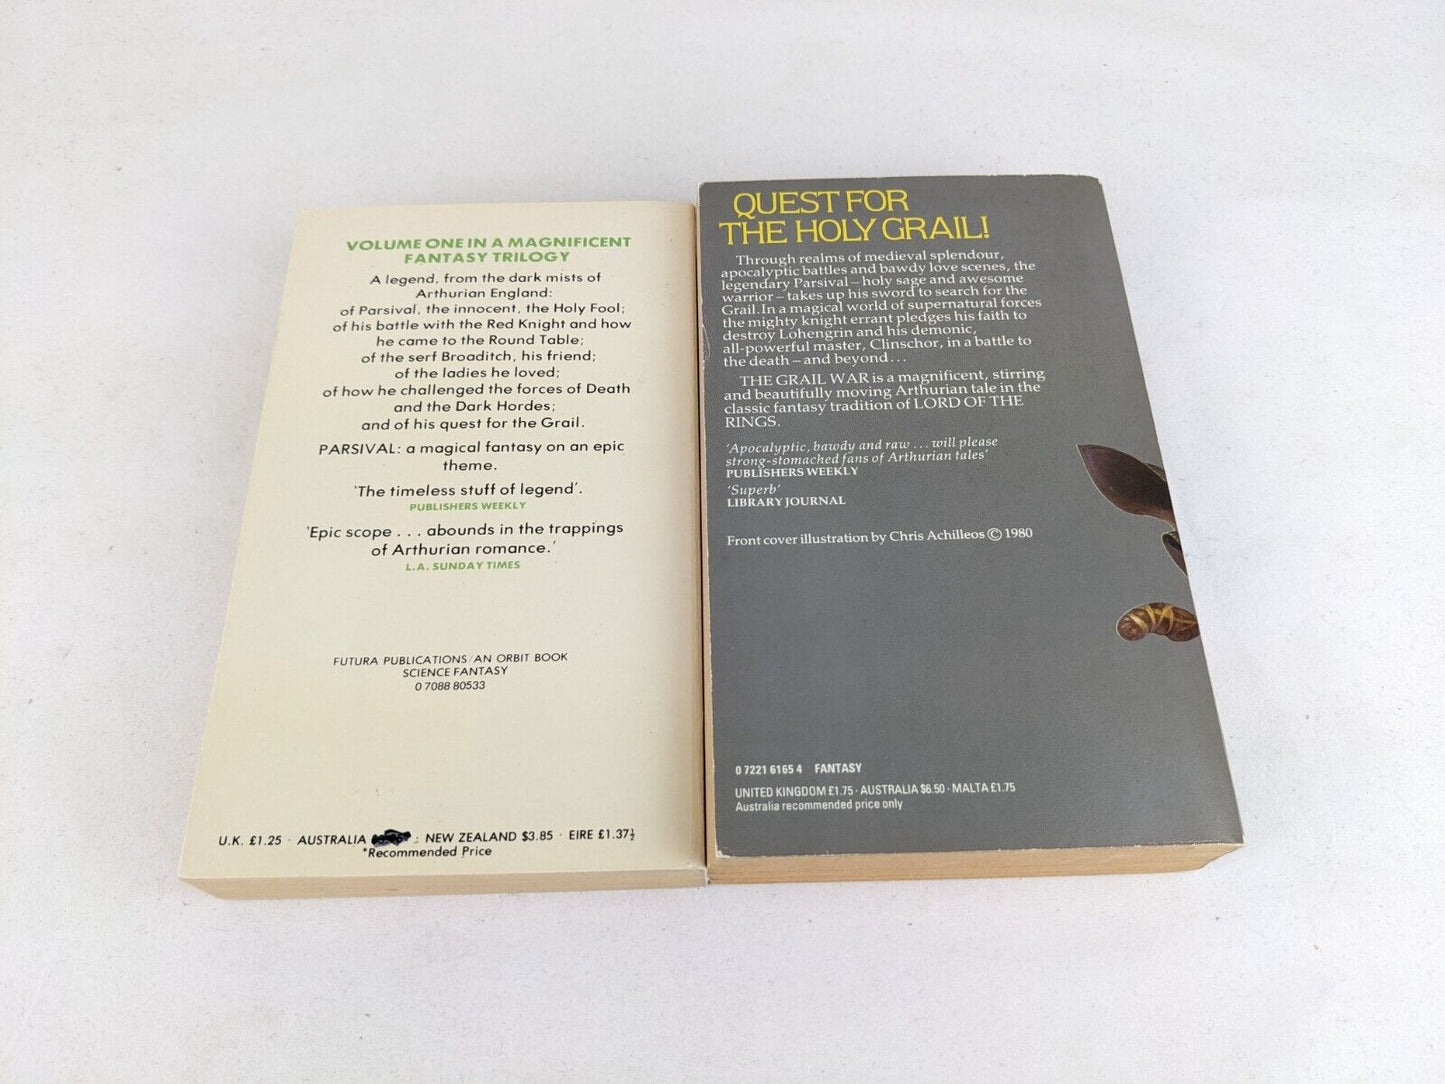 VOLUME ONE IN A MAGNIFICENT
FANTASY TRILOGY
A legend, from the dark mists of
Arthurian England:
of Parsival, the innocent, the Holy Fool;
of his battle with the Red Knight and how
he came to the Round Table;
of the serf Broaditch, his friend;
of the ladies he loved;
of how he challenged the forces of Death
and the Dark Hordes;
and of his quest for the Grail.
PARSIVAL: a magical fantasy on an epic
theme.
'The timeless stuff of legend'.
PUBLISHERS WEEKLY
'Epic scope . . . abounds in the trappings
of Arthurian romance.'
L.A. SUNDAY TIMES
FUTURA PUBLICATIONS/AN ORBIT BOOK
SCIENCE FANTASY
0 7088 80533
U.K. £1.25 · AUSTRALIA · NEW ZEALAND $3.85 · EIRE £1.37½
*Recommended Price
QUEST FOR
THE HOLY GRAIL!
Through realms of medieval splendour,
apocalyptic battles and bawdy love scenes, the
legendary Parsival – holy sage and awesome
warrior – takes up his sword to search for the
Grail. In a magical world of supernatural forces
the mighty knight errant pledges his faith to
destroy Lohengrin and his demonic,
all-powerful master, Clinschor, in a battle to
the death – and beyond . . .
THE GRAIL WAR is a magnificent, stirring
and beautifully moving Arthurian tale in the
classic fantasy tradition of LORD OF THE
RINGS.
'Apocalyptic, bawdy and raw . . . will please
strong-stomached fans of Arthurian tales'
PUBLISHERS WEEKLY
'Superb'
LIBRARY JOURNAL
Front cover illustration by Chris Achilleos © 1980
0 7221 6165 4 FANTASY
UNITED KINGDOM £1.75 · AUSTRALIA $6.50 · MALTA £1.75
Australia recommended price only